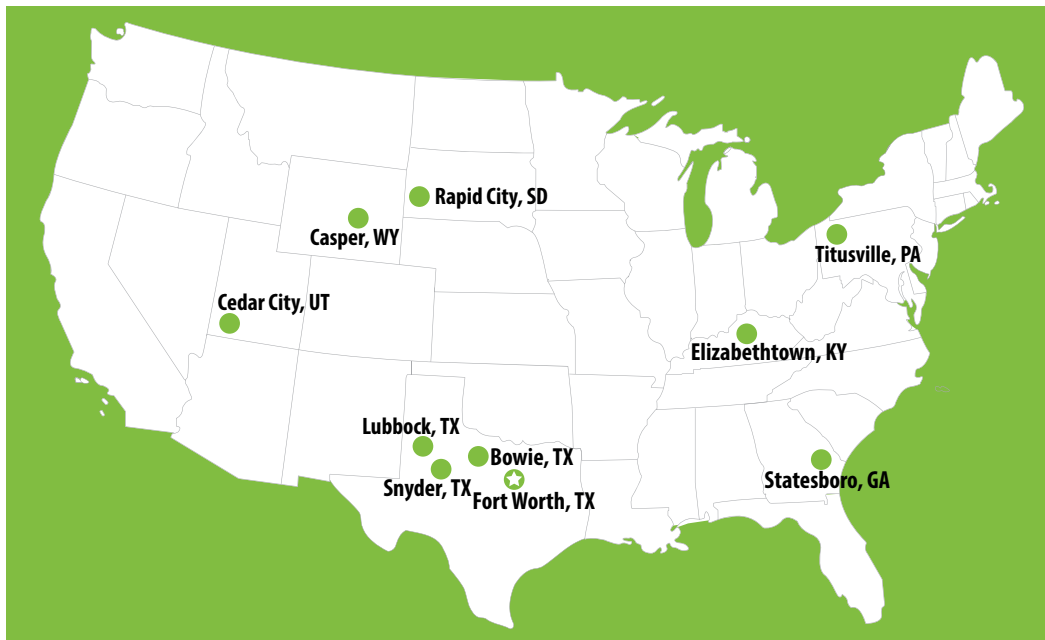 Rapid City, SD
Casper, WY
Titusville, PA
Cedar City, UT
Elizabethtown, KY
Lubbock, TX
Bowie, TX
Snyder, TX
Fort Worth, TX
Statesboro, GA